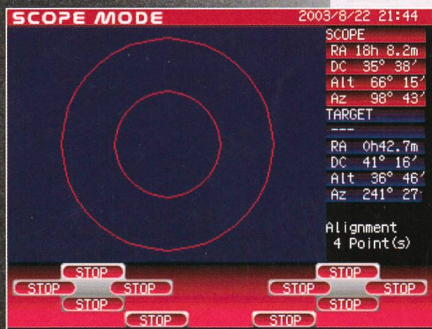 SCOPE MODE 2003/8/22 21:44
SCOPE
RA 18h 8.2m
DC 35° 38′
Alt 66° 15′
Az 98° 43′
TARGET
---
RA 0h42.7m
DC 41° 16′
Alt 36° 46′
Az 241° 27′
Alignment
4 Point(s)
STOP STOP
STOP STOP STOP STOP
STOP STOP
STOP STOP